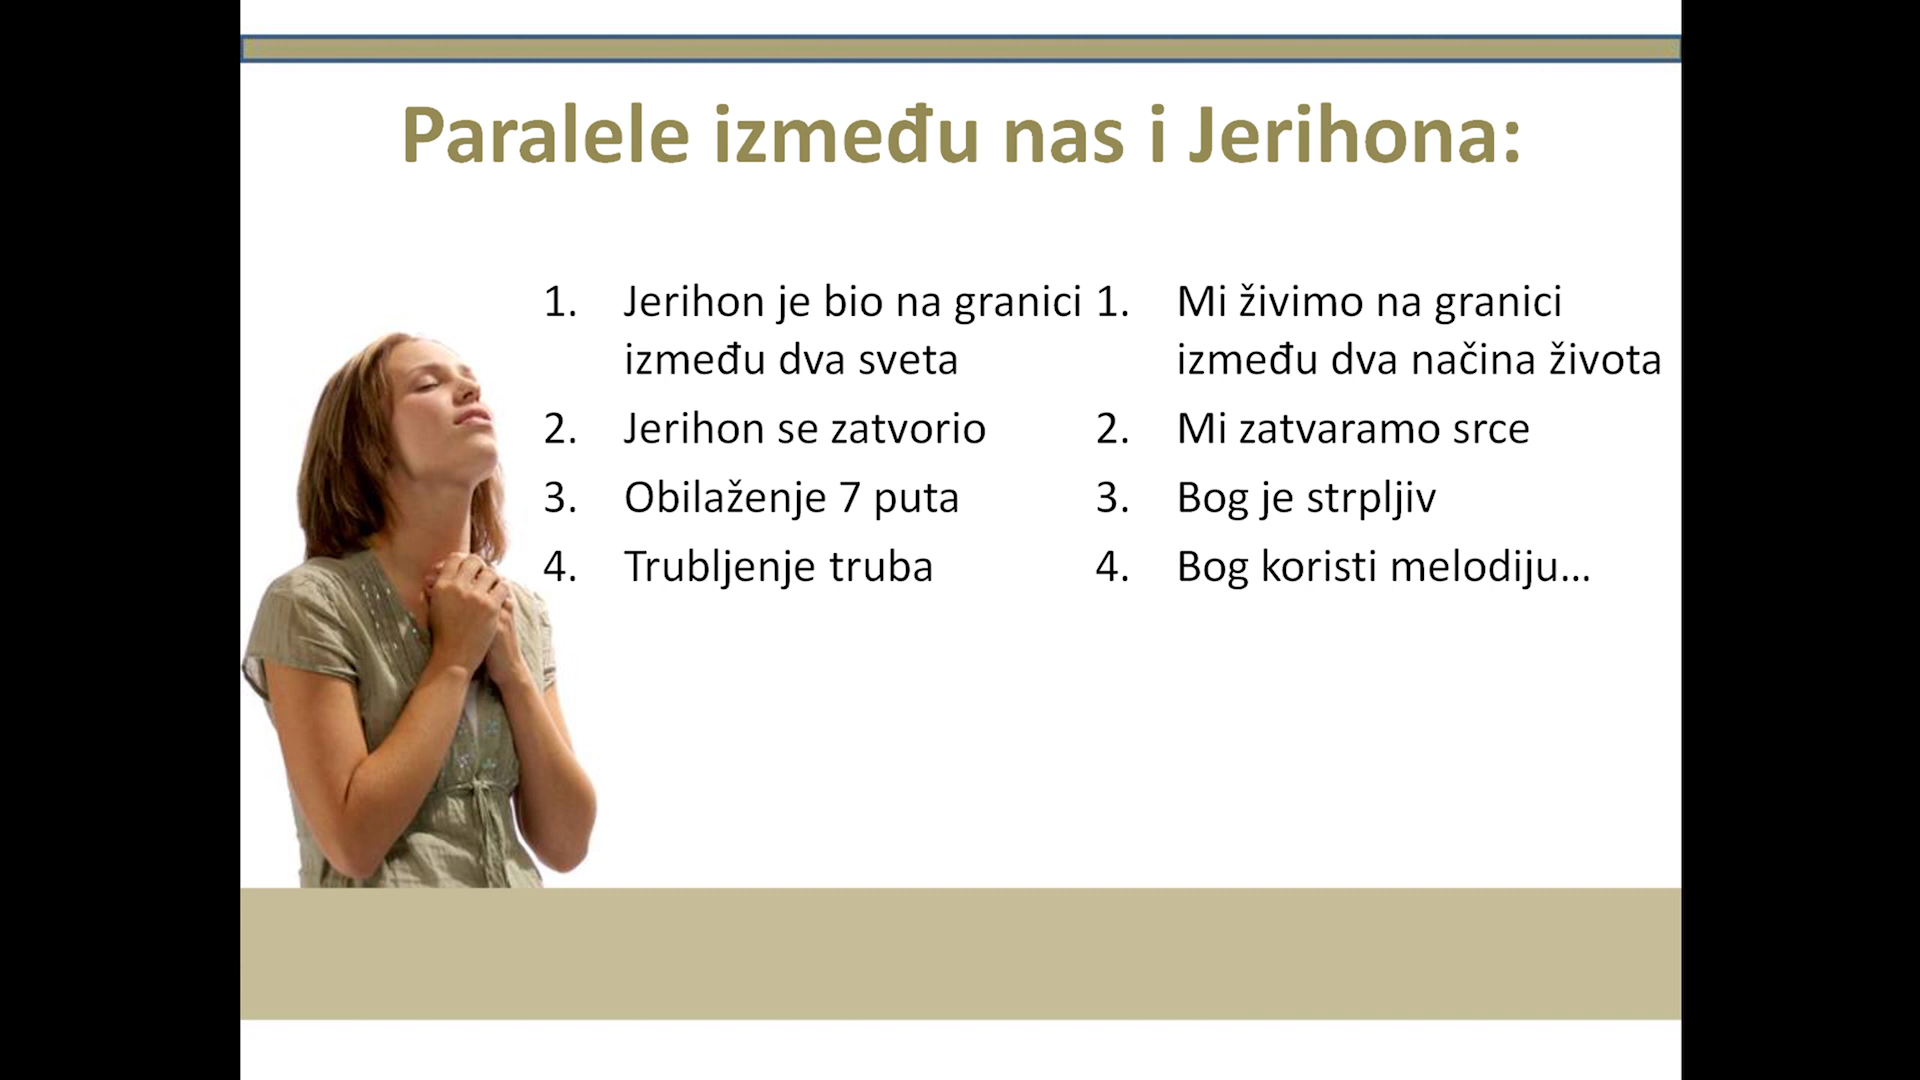 Paralele između nas i Jerihona:
1. Jerihon je bio na granici
između dva sveta
2. Jerihon se zatvorio
3. Obilaženje 7 puta
4. Trubljenje truba
1. Mi živimo na granici
između dva načina života
2. Mi zatvaramo srce
3. Bog je strpljiv
4. Bog koristi melodiju...